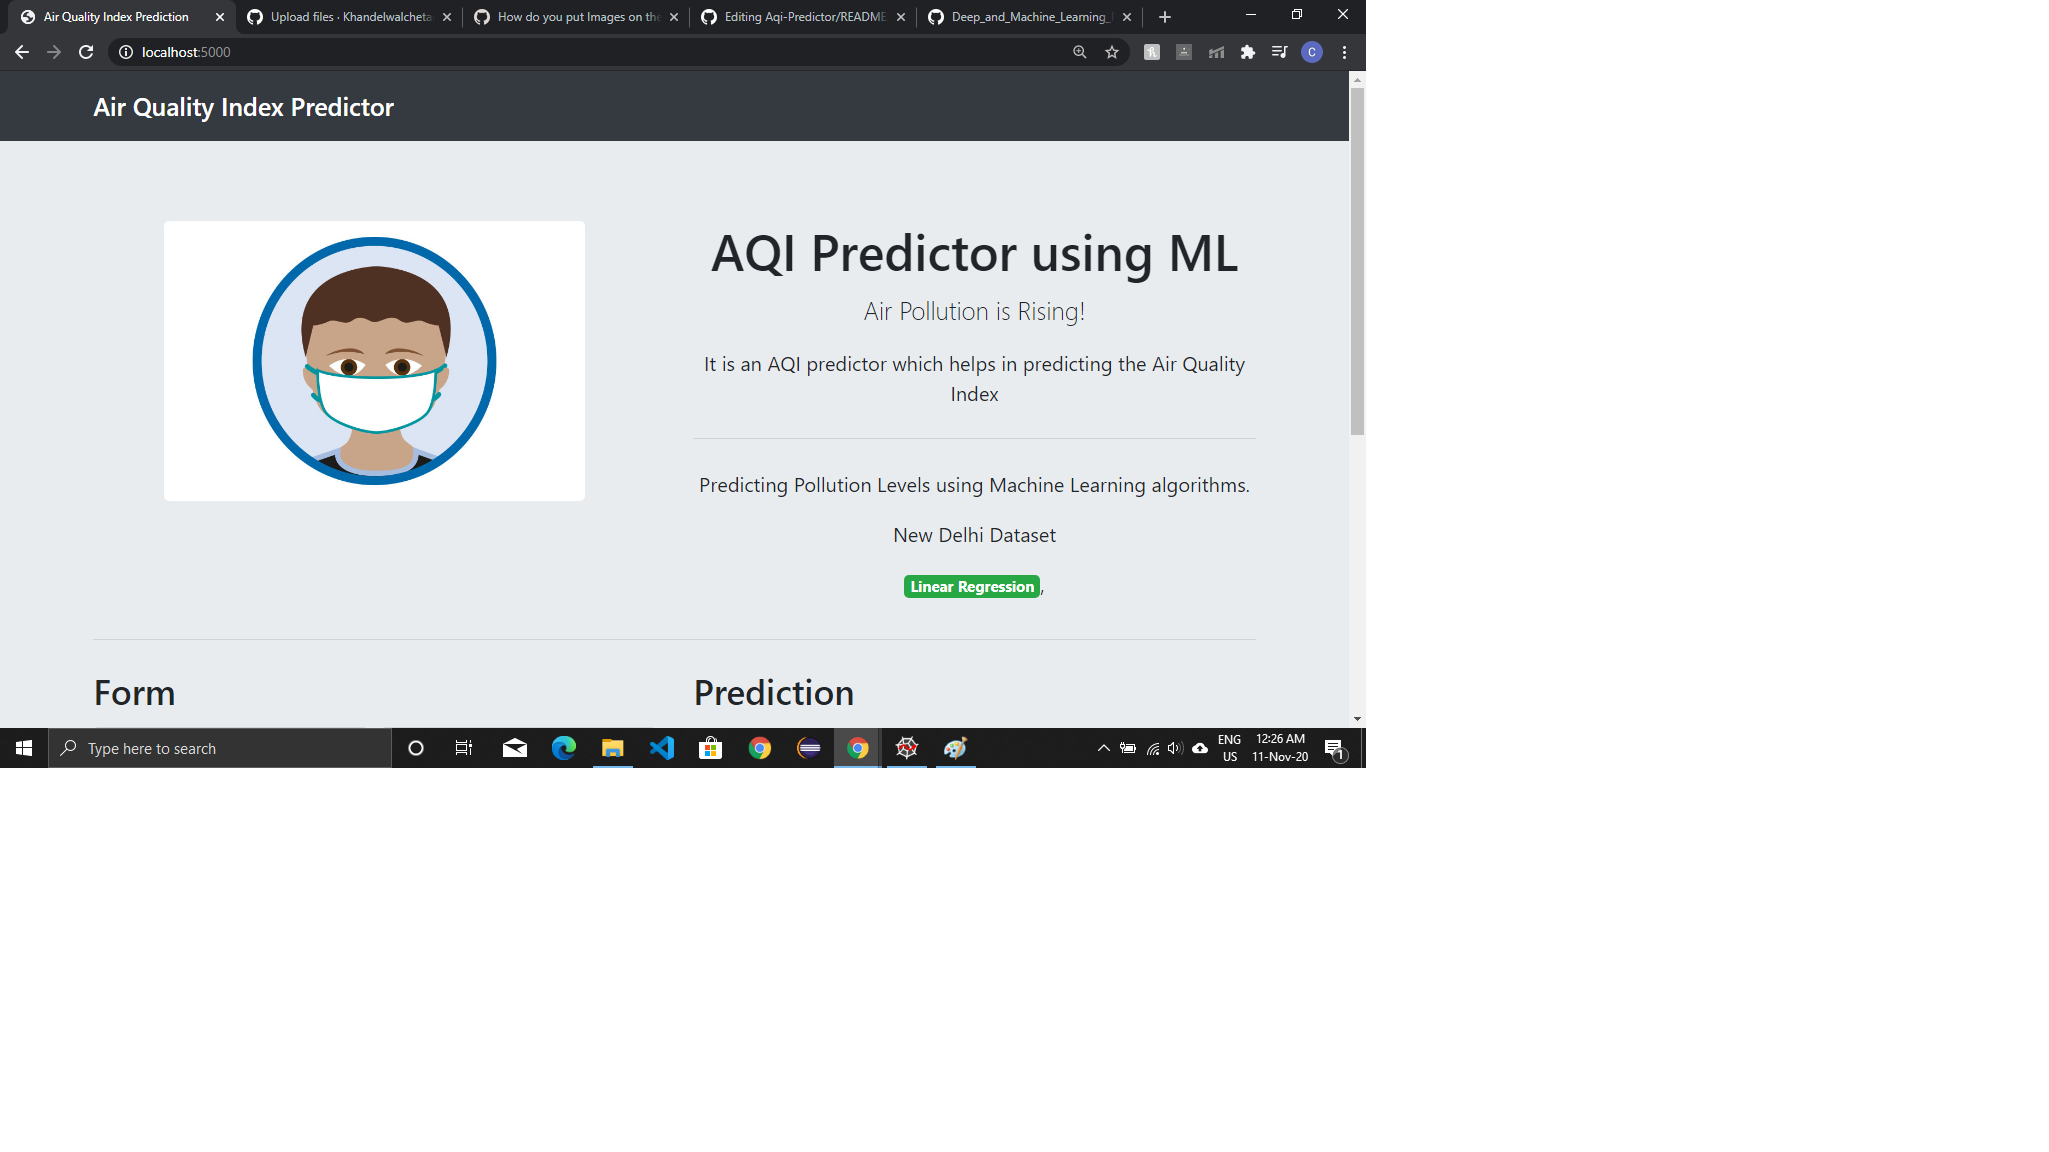 Air Quality Index Prediction
Upload files · Khandelwalcheta
How do you put Images on the
Editing Aqi-Predictor/README
Deep_and_Machine_Learning_
localhost:5000
C
Air Quality Index Predictor
AQI Predictor using ML
Air Pollution is Rising!
It is an AQI predictor which helps in predicting the Air Quality
Index
Predicting Pollution Levels using Machine Learning algorithms.
New Delhi Dataset
Linear Regression,
Form
Prediction
Type here to search
ENG
US
12:26 AM
11-Nov-20
1